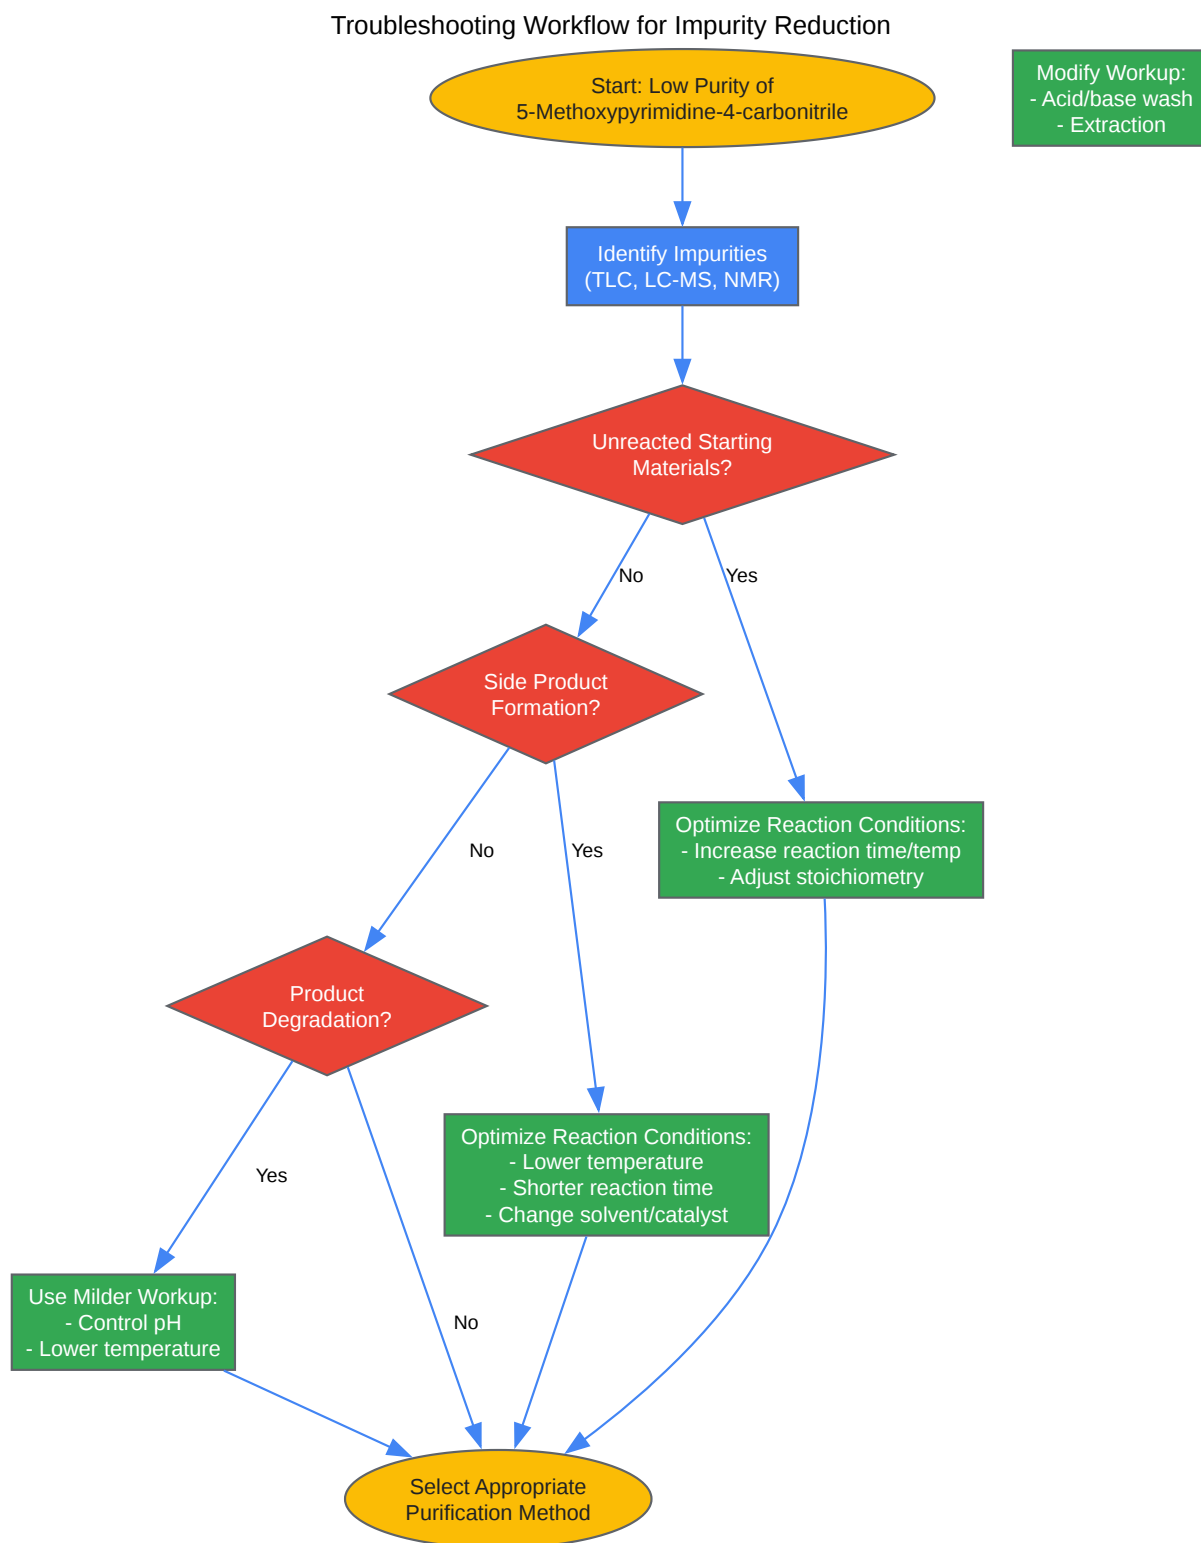 Troubleshooting Workflow for Impurity Reduction
Start: Low Purity of
5-Methoxypyrimidine-4-carbonitrile
Modify Workup:
- Acid/base wash
- Extraction
Identify Impurities
(TLC, LC-MS, NMR)
Unreacted Starting
Materials?
No
Yes
Side Product
Formation?
Optimize Reaction Conditions:
- Increase reaction time/temp
- Adjust stoichiometry
No
Yes
Product
Degradation?
Optimize Reaction Conditions:
- Lower temperature
- Shorter reaction time
- Change solvent/catalyst
Yes
No
Use Milder Workup:
- Control pH
- Lower temperature
Select Appropriate
Purification Method